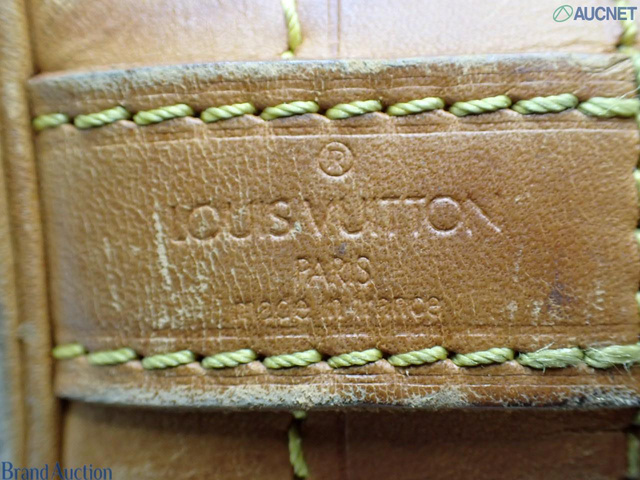 AUCNET
®
LOUIS VUITTON
PARIS
made in France
Brand Auction